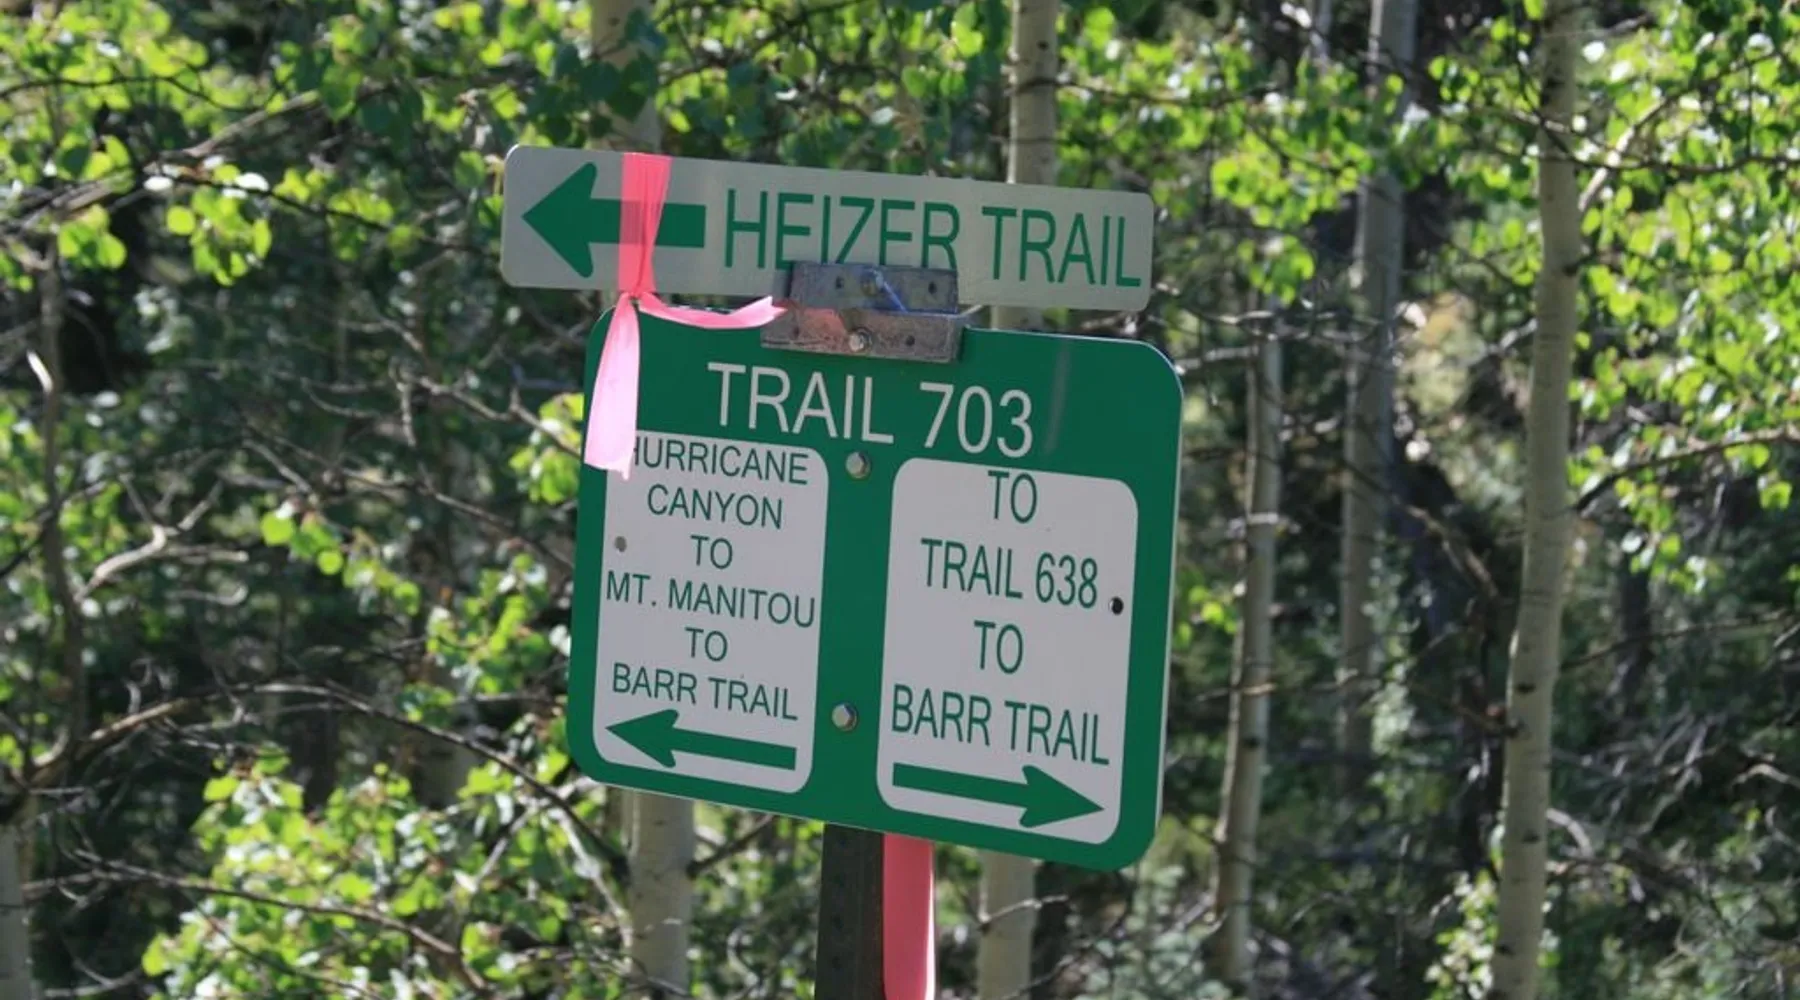 HEIZER TRAIL
TRAIL 703
HURRICANE
CANYON
TO
MT. MANITOU
TO
BARR TRAIL
TO
TRAIL 638
TO
BARR TRAIL